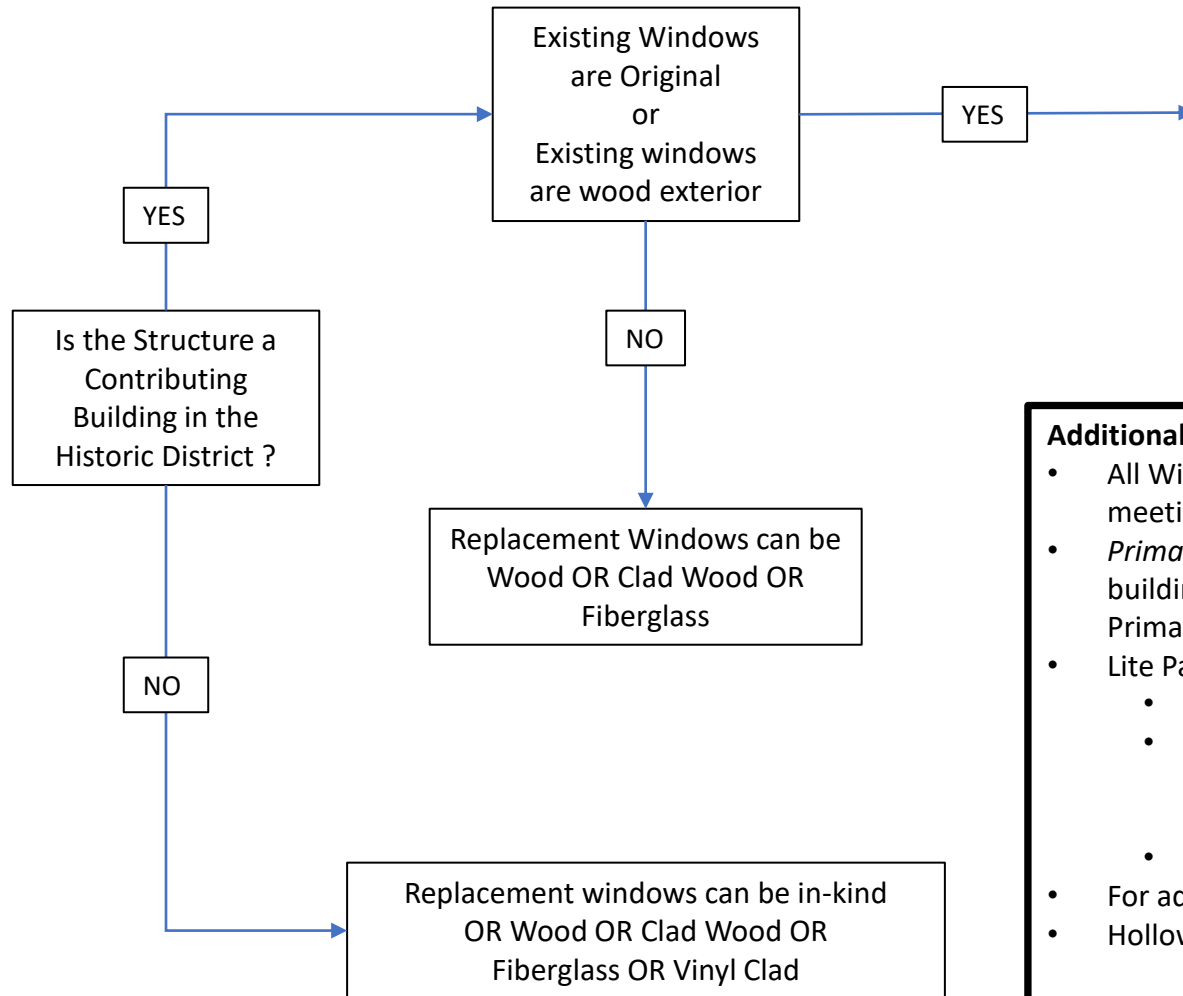 Existing Windows
are Original
or
Existing windows
are wood exterior
YES
YES
Is the Structure a
Contributing
Building in the
Historic District ?
NO
Replacement Windows can be
Wood OR Clad Wood OR
Fiberglass
NO
Replacement windows can be in-kind
OR Wood OR Clad Wood OR
Fiberglass OR Vinyl Clad
Additional
• All Wi
meeti
• Prima
buildin
Prima
• Lite Pa
•
•
•
• For ad
• Hollov